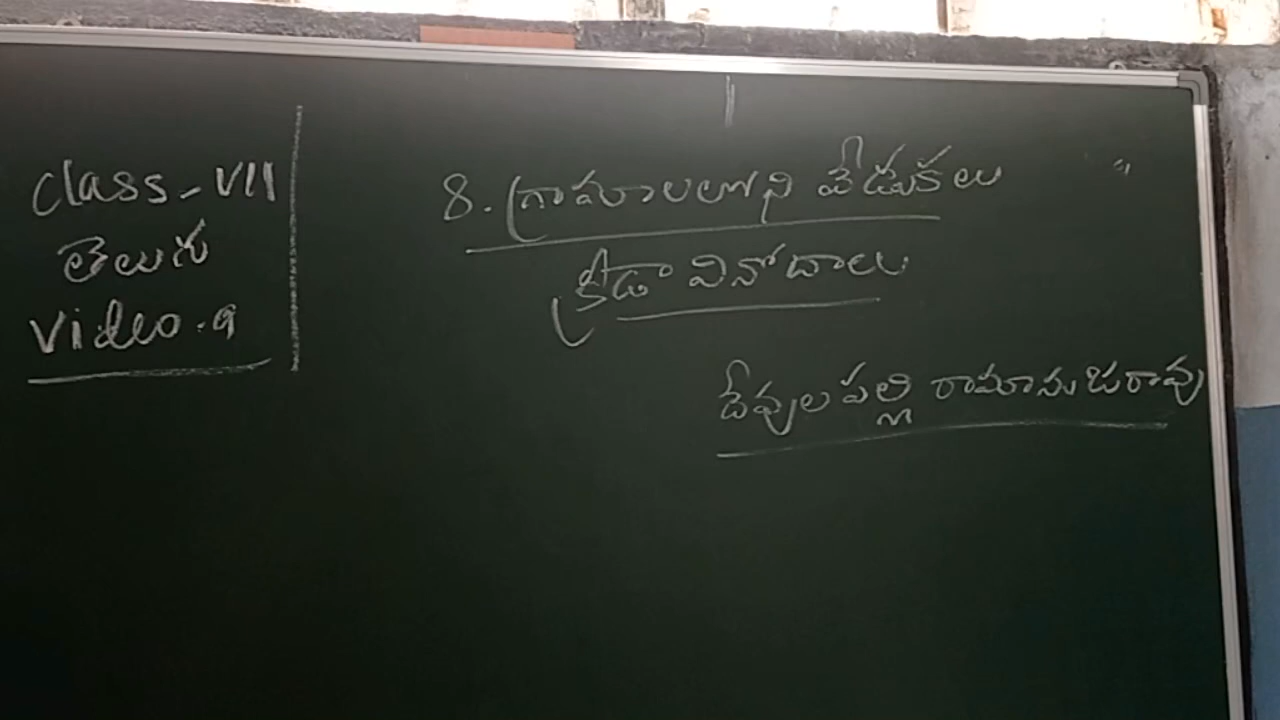 Class - VII
తెలుగు
Video - 9
8. గ్రామాలలోని వేడుకలు
క్రీడా వినోదాలు
దేవులపల్లి రామానుజరావు